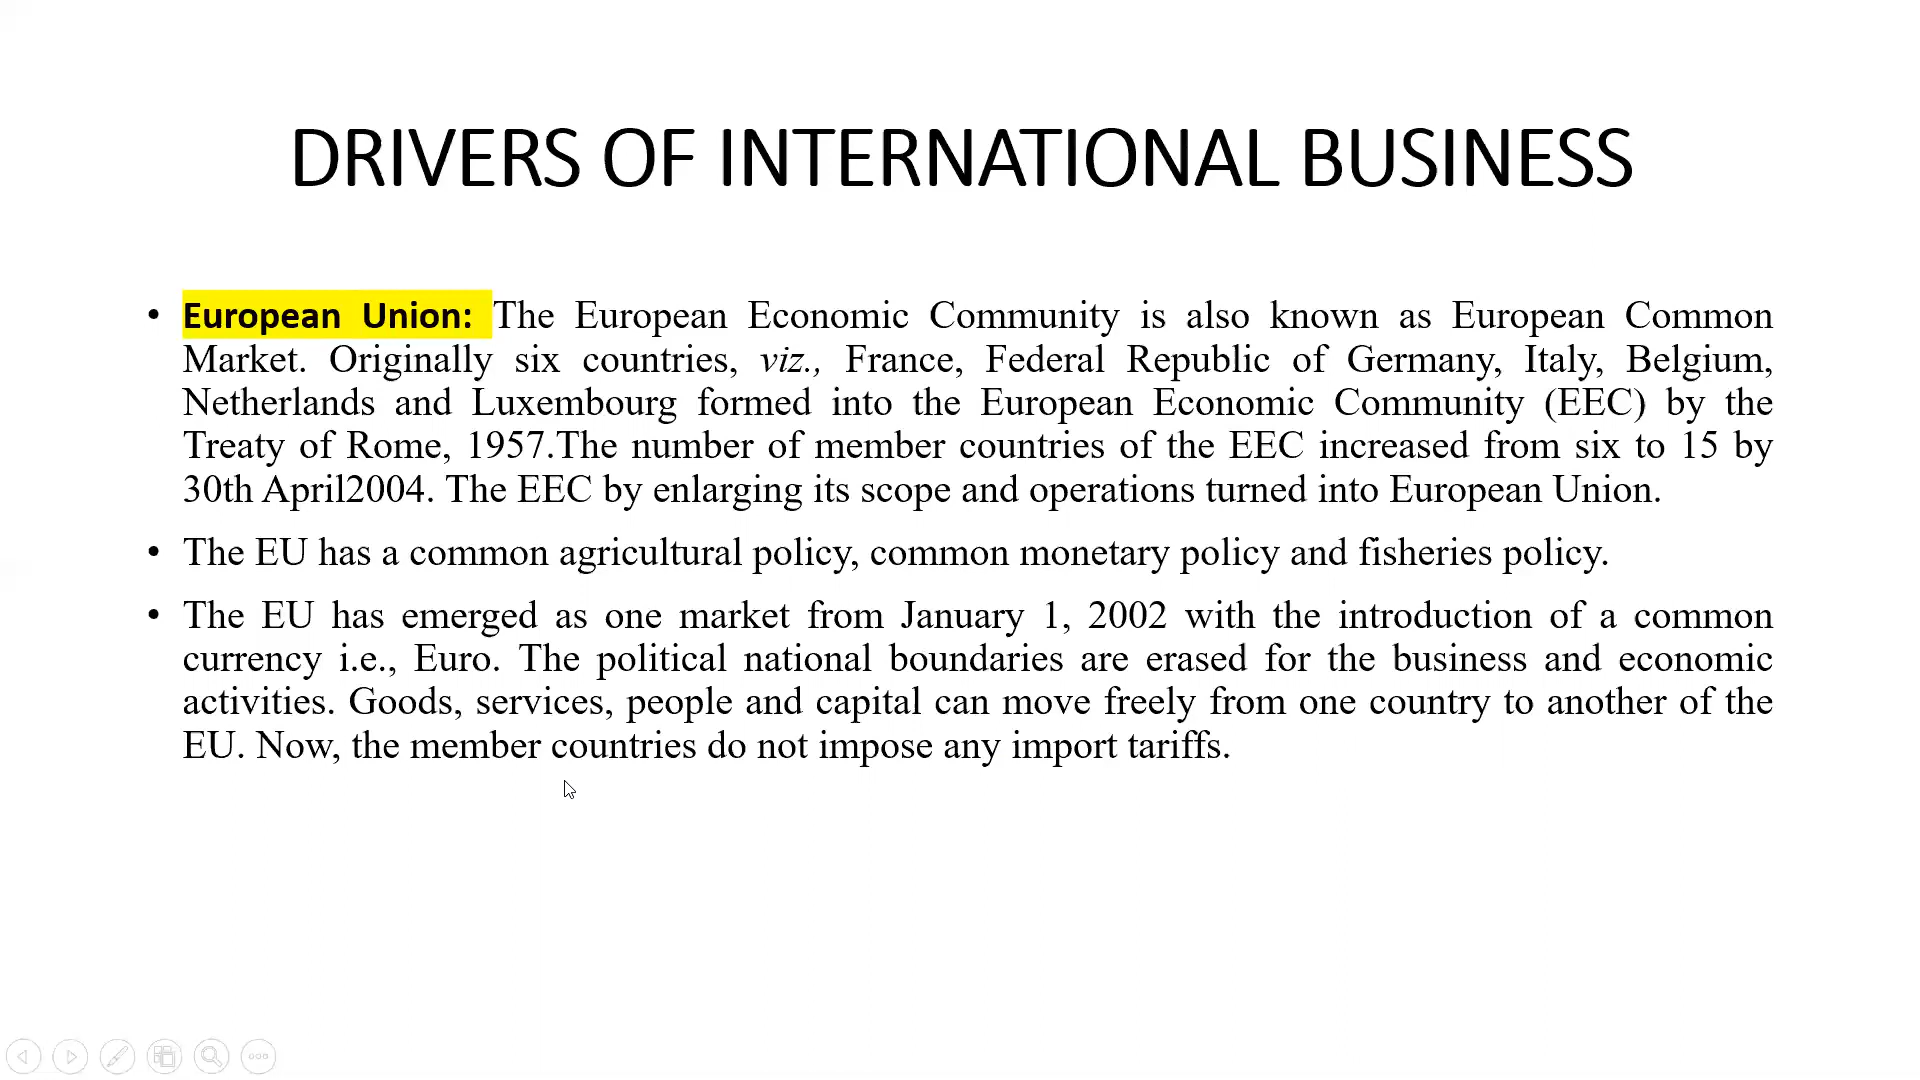 DRIVERS OF INTERNATIONAL BUSINESS
• European Union: The European Economic Community is also known as European Common
Market. Originally six countries, viz., France, Federal Republic of Germany, Italy, Belgium,
Netherlands and Luxembourg formed into the European Economic Community (EEC) by the
Treaty of Rome, 1957.The number of member countries of the EEC increased from six to 15 by
30th April2004. The EEC by enlarging its scope and operations turned into European Union.
• The EU has a common agricultural policy, common monetary policy and fisheries policy.
• The EU has emerged as one market from January 1, 2002 with the introduction of a common
currency i.e., Euro. The political national boundaries are erased for the business and economic
activities. Goods, services, people and capital can move freely from one country to another of the
EU. Now, the member countries do not impose any import tariffs.